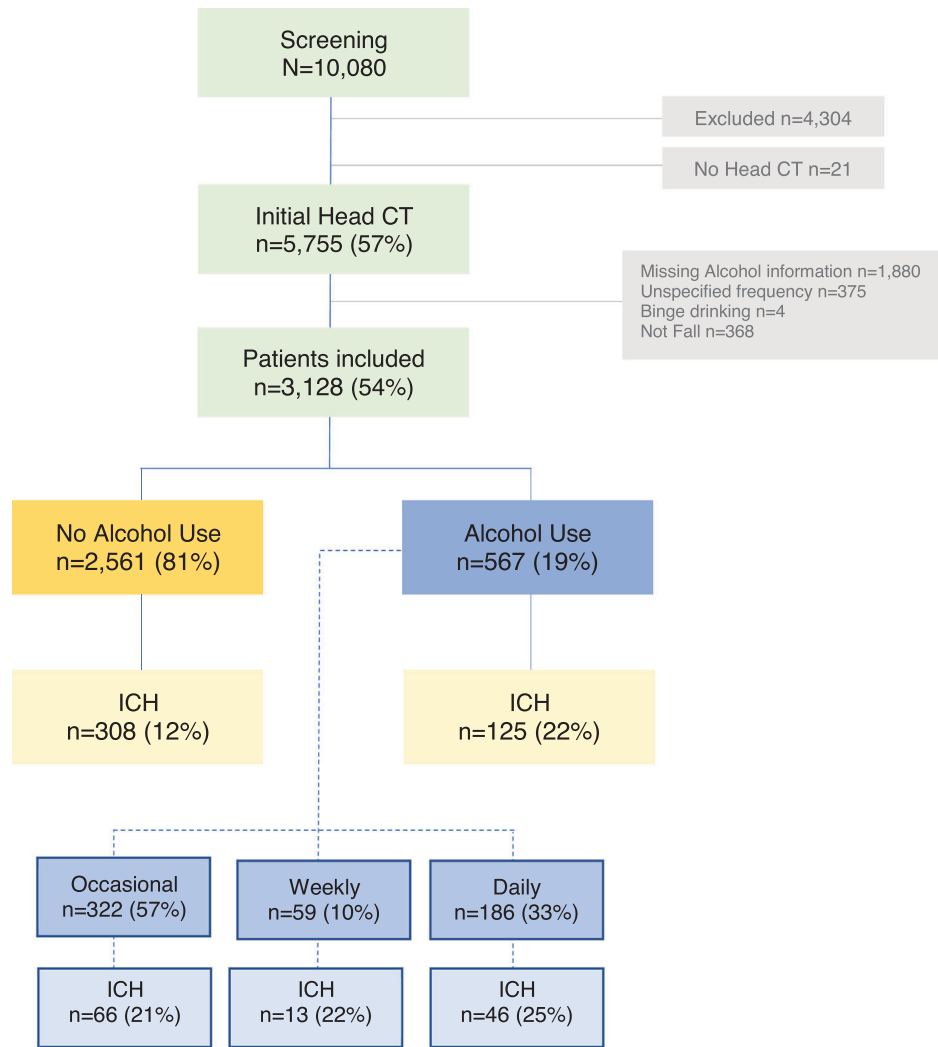 Screening
N=10,080
Excluded n=4,304
No Head CT n=21
Initial Head CT
n=5,755 (57%)
Missing Alcohol information n=1,880
Unspecified frequency n=375
Binge drinking n=4
Not Fall n=368
Patients included
n=3,128 (54%)
No Alcohol Use
n=2,561 (81%)
Alcohol Use
n=567 (19%)
ICH
n=308 (12%)
ICH
n=125 (22%)
Occasional
n=322 (57%)
Weekly
n=59 (10%)
Daily
n=186 (33%)
ICH
n=66 (21%)
ICH
n=13 (22%)
ICH
n=46 (25%)